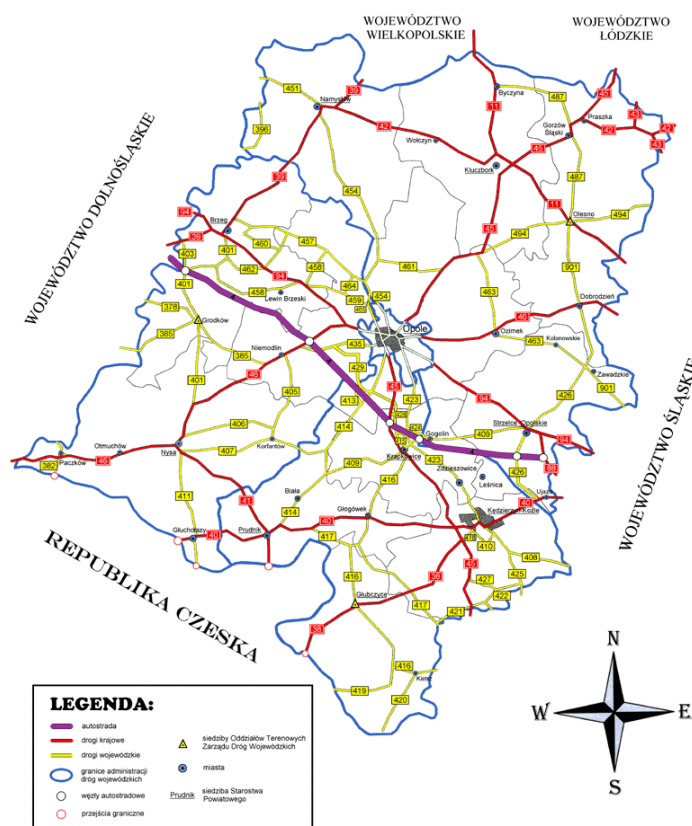 WOJEWÓDZTWO
WIELKOPOLSKIE
WOJEWÓDZTWO
ŁÓDZKIE
WOJEWÓDZTWO DOLNOŚLĄSKIE
WOJEWÓDZTWO ŚLĄSKIE
REPUBLIKA CZESKA
451
39
Namysłów
42
396
Wołczyn
11
Byczyna
487
45
Gorzów
Śląski
Praszka
43
42
42
43
45
Kluczbork
487
11
39
454
94
Brzeg
39
403
401
401
460
457
462
458
94
458
464
459
454
461
45
494
Olesno
494
901
463
Lewin Brzeski
378
Grodków
385
385
Niemodlin
Opole
435
46
Dobrodzień
Ozimek
463
Kolonowskie
Zawadzkie
901
426
401
46
405
429
413
45
423
94
414
406
407
Korfantów
Nysa
Otmuchów
46
382
Paczków
409
Gogolin
423
409
Strzelce Opolskie
94
88
426
Krapkowice
416
Zdzieszowice
Leśnica
Ujazd
40
Kędzierzyn-Koźle
411
41
Biała
414
Głogówek
40
Głuchołazy
40
Prudnik
417
418
410
408
45
38
427
425
422
421
416
Głubczyce
417
38
419
416
Kietrz
420
LEGENDA:
autostrada
drogi krajowe
drogi wojewódzkie
granice administracji
dróg wojewódzkich
węzły autostradowe
przejścia graniczne
siedziby Oddziałów Terenowych
Zarządu Dróg Wojewódzkich
miasta
Prudnik
siedziba Starostwa
Powiatowego
N
W
E
S